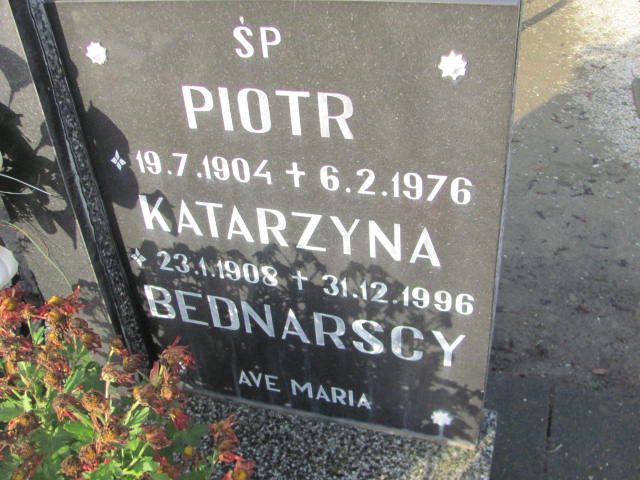 ŚP
PIOTR
19.7.1904 + 6.2.1976
KATARZYNA
23.1.1908 + 31.12.1996
BEDNARSCY
AVE MARIA